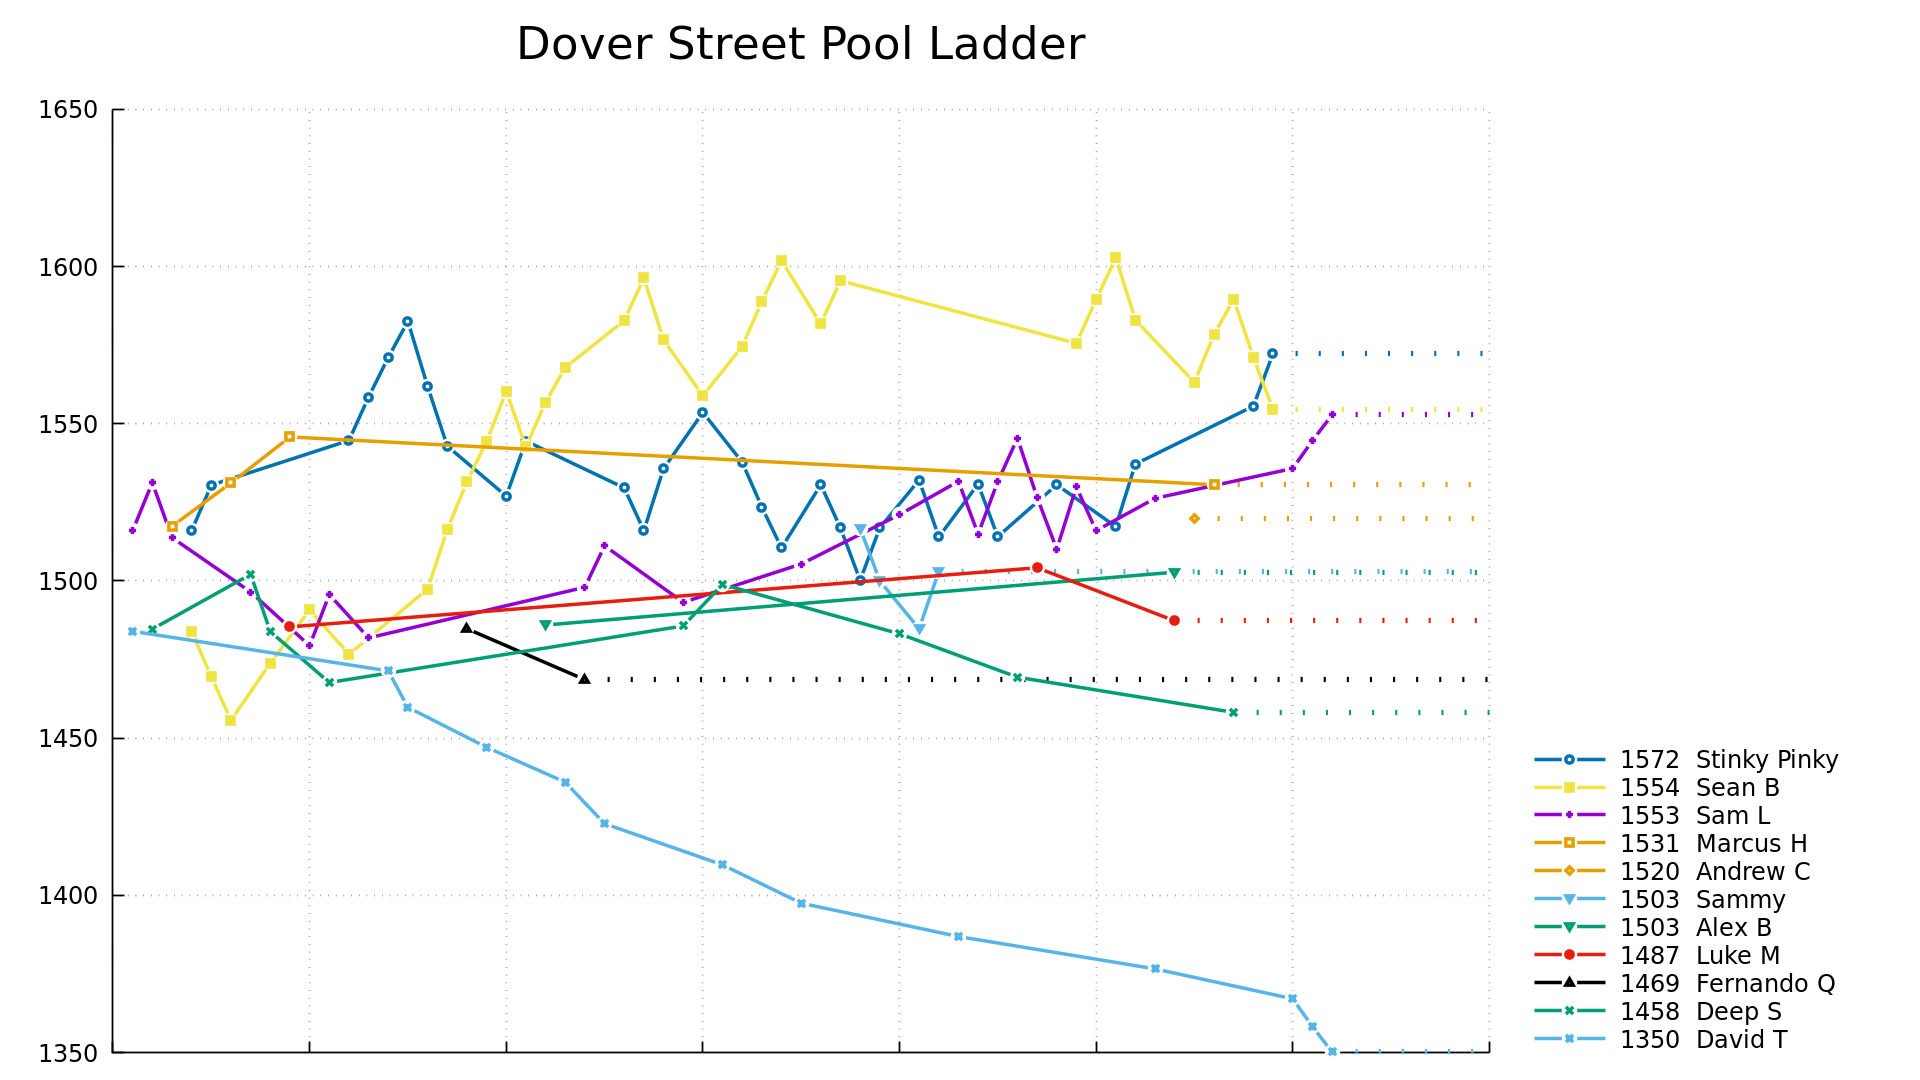 Dover Street Pool Ladder
1650
1600
1550
1500
1450
1400
1350
1572 Stinky Pinky
1554 Sean B
1553 Sam L
1531 Marcus H
1520 Andrew C
1503 Sammy
1503 Alex B
1487 Luke M
1469 Fernando Q
1458 Deep S
1350 David T